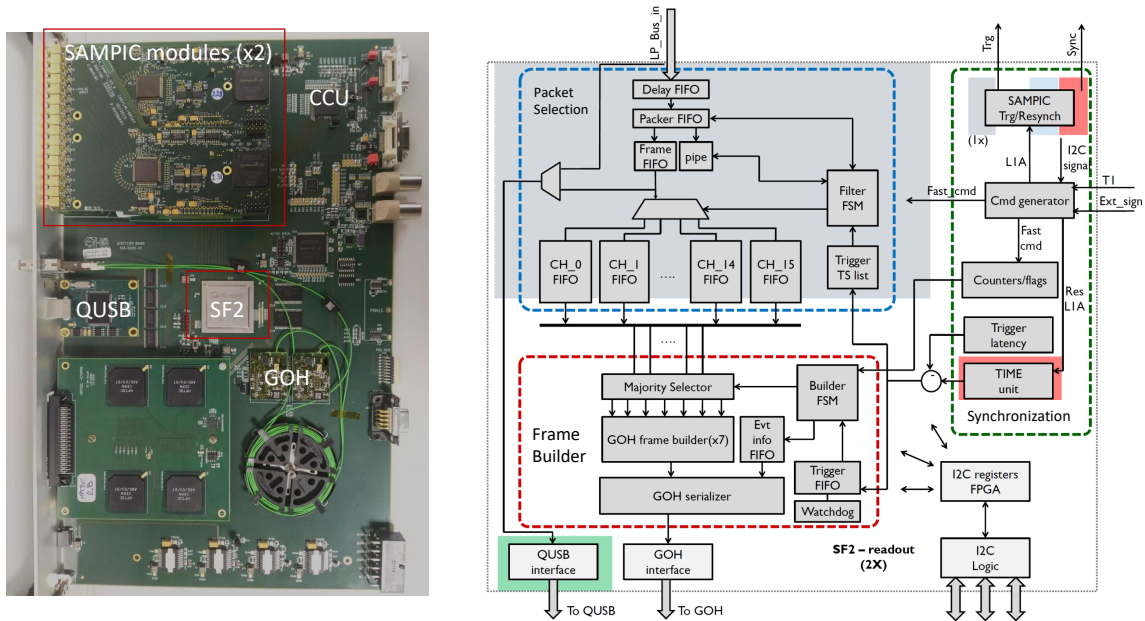 SAMPIC modules (x2)
CCU
QUSB
SF2
GOH
LP_Bus_in
Trg
Sync
Packet
Selection
Delay FIFO
Packer FIFO
Frame
FIFO
pipe
Filter
FSM
Trigger
TS list
CH_0
FIFO
CH_1
FIFO
....
CH_14
FIFO
CH_15
FIFO
SAMPIC
Trg/Resynch
(1x)
L1A
I2C
signal
T1
Fast_cmd
Cmd generator
Ext_sign
Fast
cmd
Counters/flags
Res
L1A
Trigger
latency
-
TIME
unit
Synchronization
....
Majority Selector
Builder
FSM
Frame
Builder
GOH frame builder(x7)
Evt
info
FIFO
GOH serializer
Trigger
FIFO
Watchdog
I2C registers
FPGA
QUSB
interface
GOH
interface
SF2 – readout
(2X)
I2C
Logic
To QUSB
To GOH